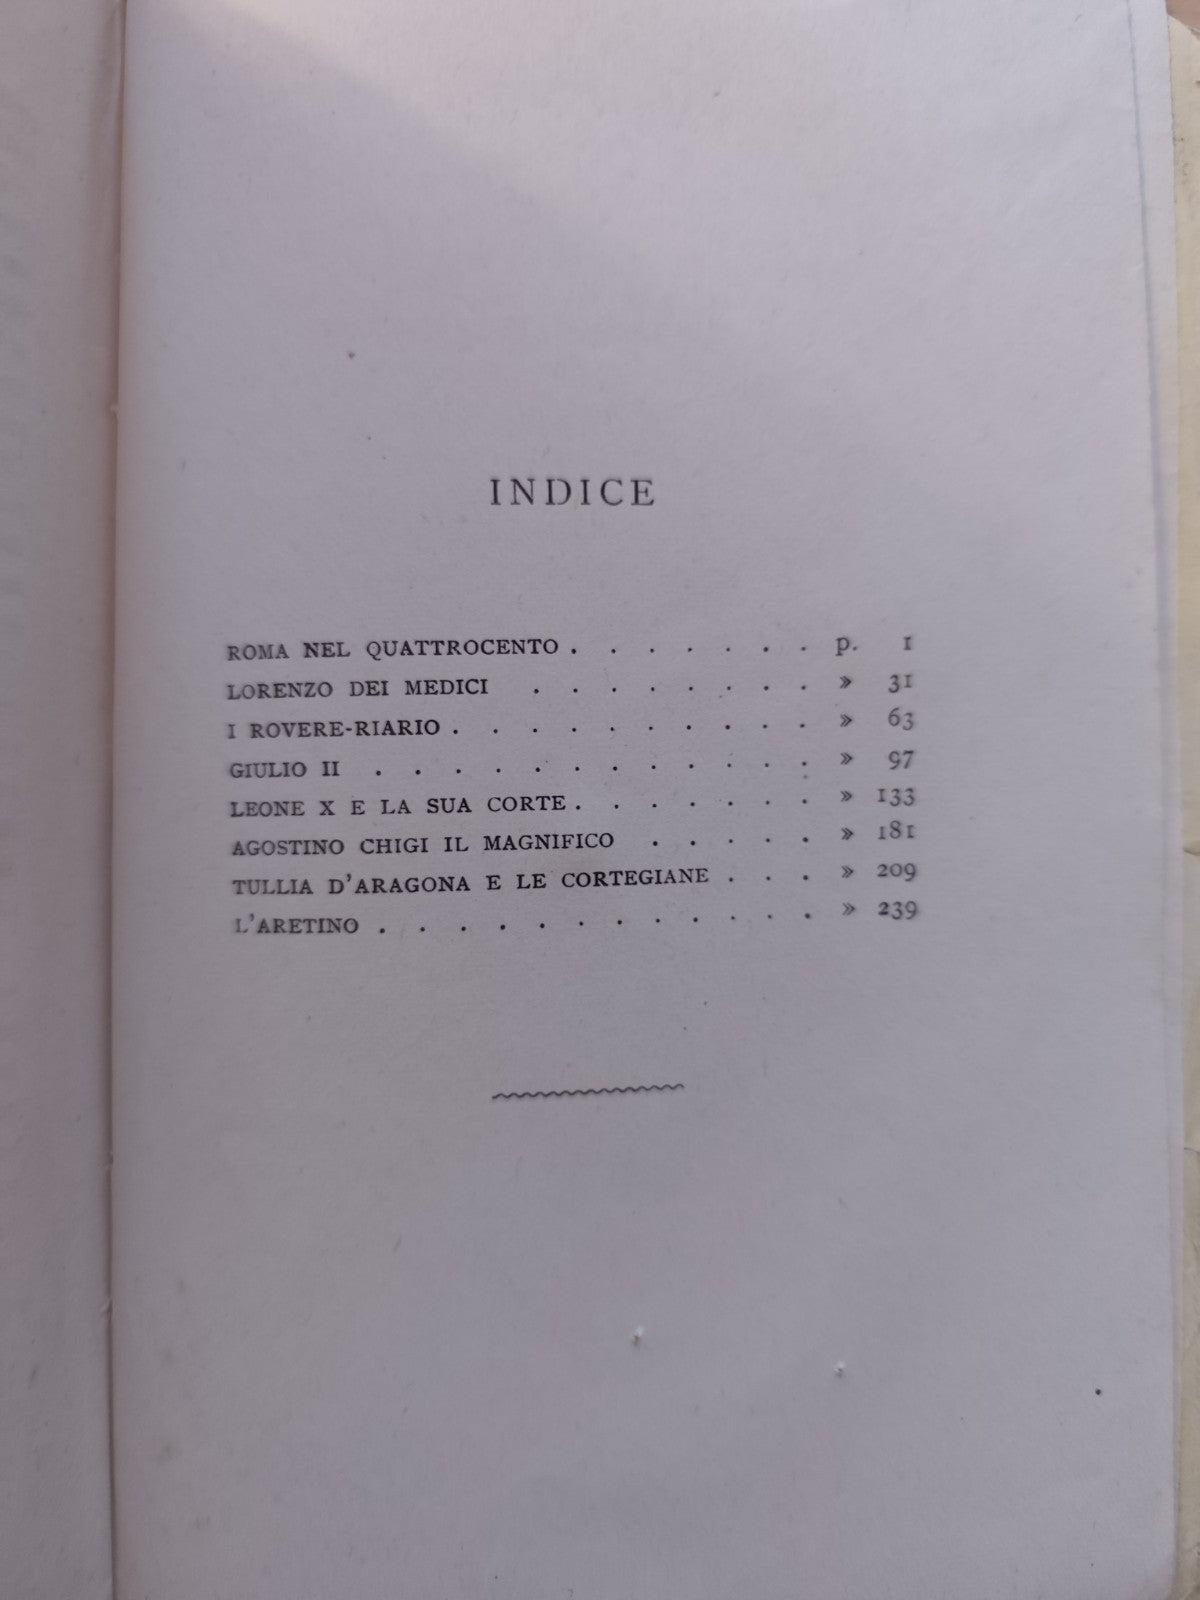 INDICE
ROMA NEL QUATTROCENTO . . . . . . . p. 1
LORENZO DEI MEDICI . . . . . . . . » 31
I ROVERE-RIARIO . . . . . . . . . . » 63
GIULIO II . . . . . . . . . . . . » 97
LEONE X E LA SUA CORTE . . . . . . . » 133
AGOSTINO CHIGI IL MAGNIFICO . . . . . » 181
TULLIA D'ARAGONA E LE CORTEGIANE . . . » 209
L'ARETINO . . . . . . . . . . . . » 239